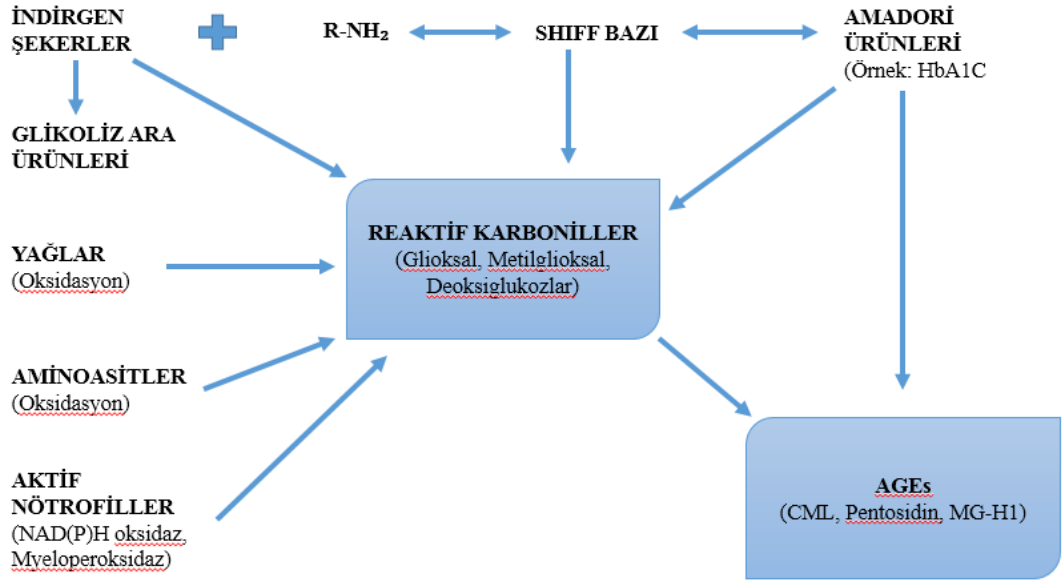 İNDİRGEN
ŞEKERLER
R-NH₂
SHIFF BAZI
AMADORİ
ÜRÜNLERİ
(Örnek: HbA1C
GLİKOLİZ ARA
ÜRÜNLERİ
REAKTİF KARBONİLLER
(Glioksal, Metilglioksal,
Deoksiglukozlar)
YAĞLAR
(Oksidasyon)
AMİNOASİTLER
(Oksidasyon)
AKTİF
NÖTROFİLLER
(NAD(P)H oksidaz,
Myeloperoksidaz)
AGEs
(CML, Pentosidin, MG-H1)